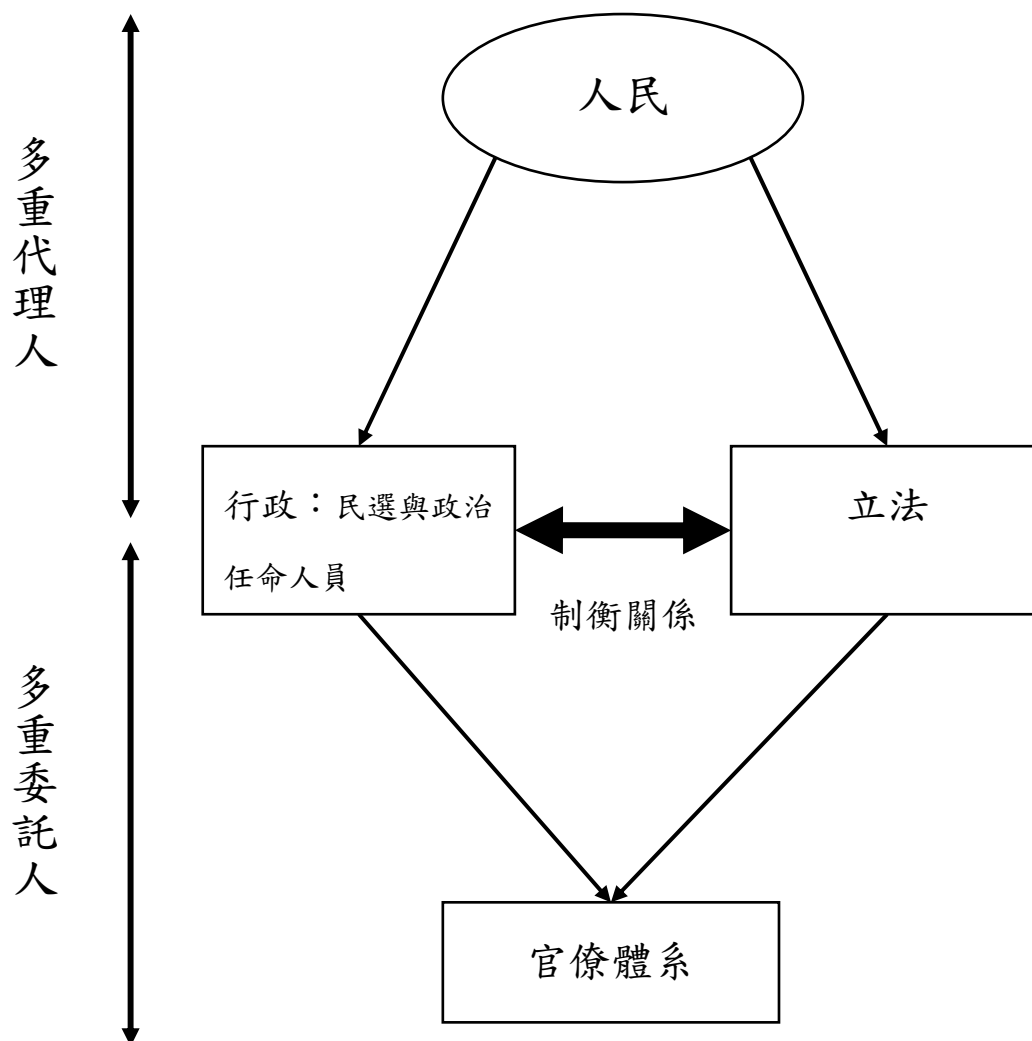 人民
多重代理人
行政：民選與政治
任命人員
立法
制衡關係
多重委託人
官僚體系